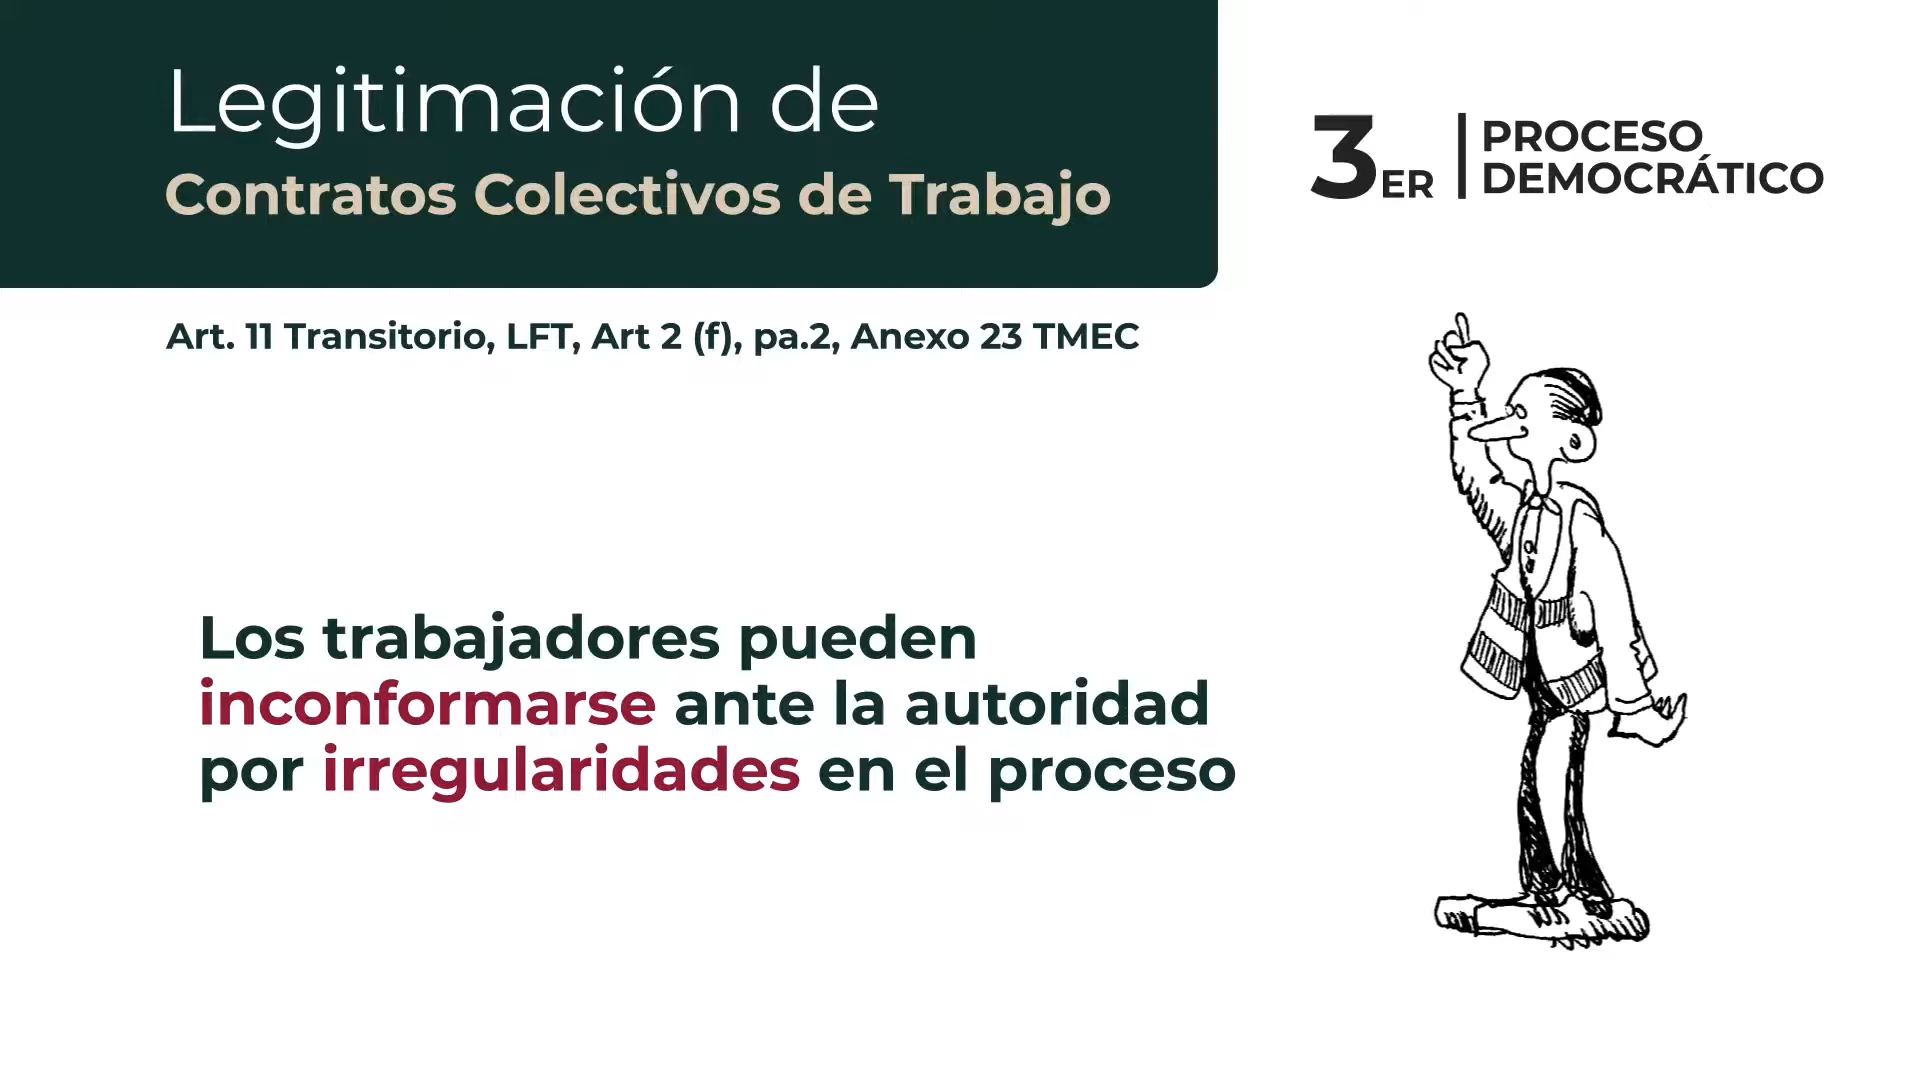 Legitimación de
Contratos Colectivos de Trabajo
3ER
PROCESO
DEMOCRÁTICO
Art. 11 Transitorio, LFT, Art 2 (f), pa.2, Anexo 23 TMEC
Los trabajadores pueden
inconformarse ante la autoridad
por irregularidades en el proceso